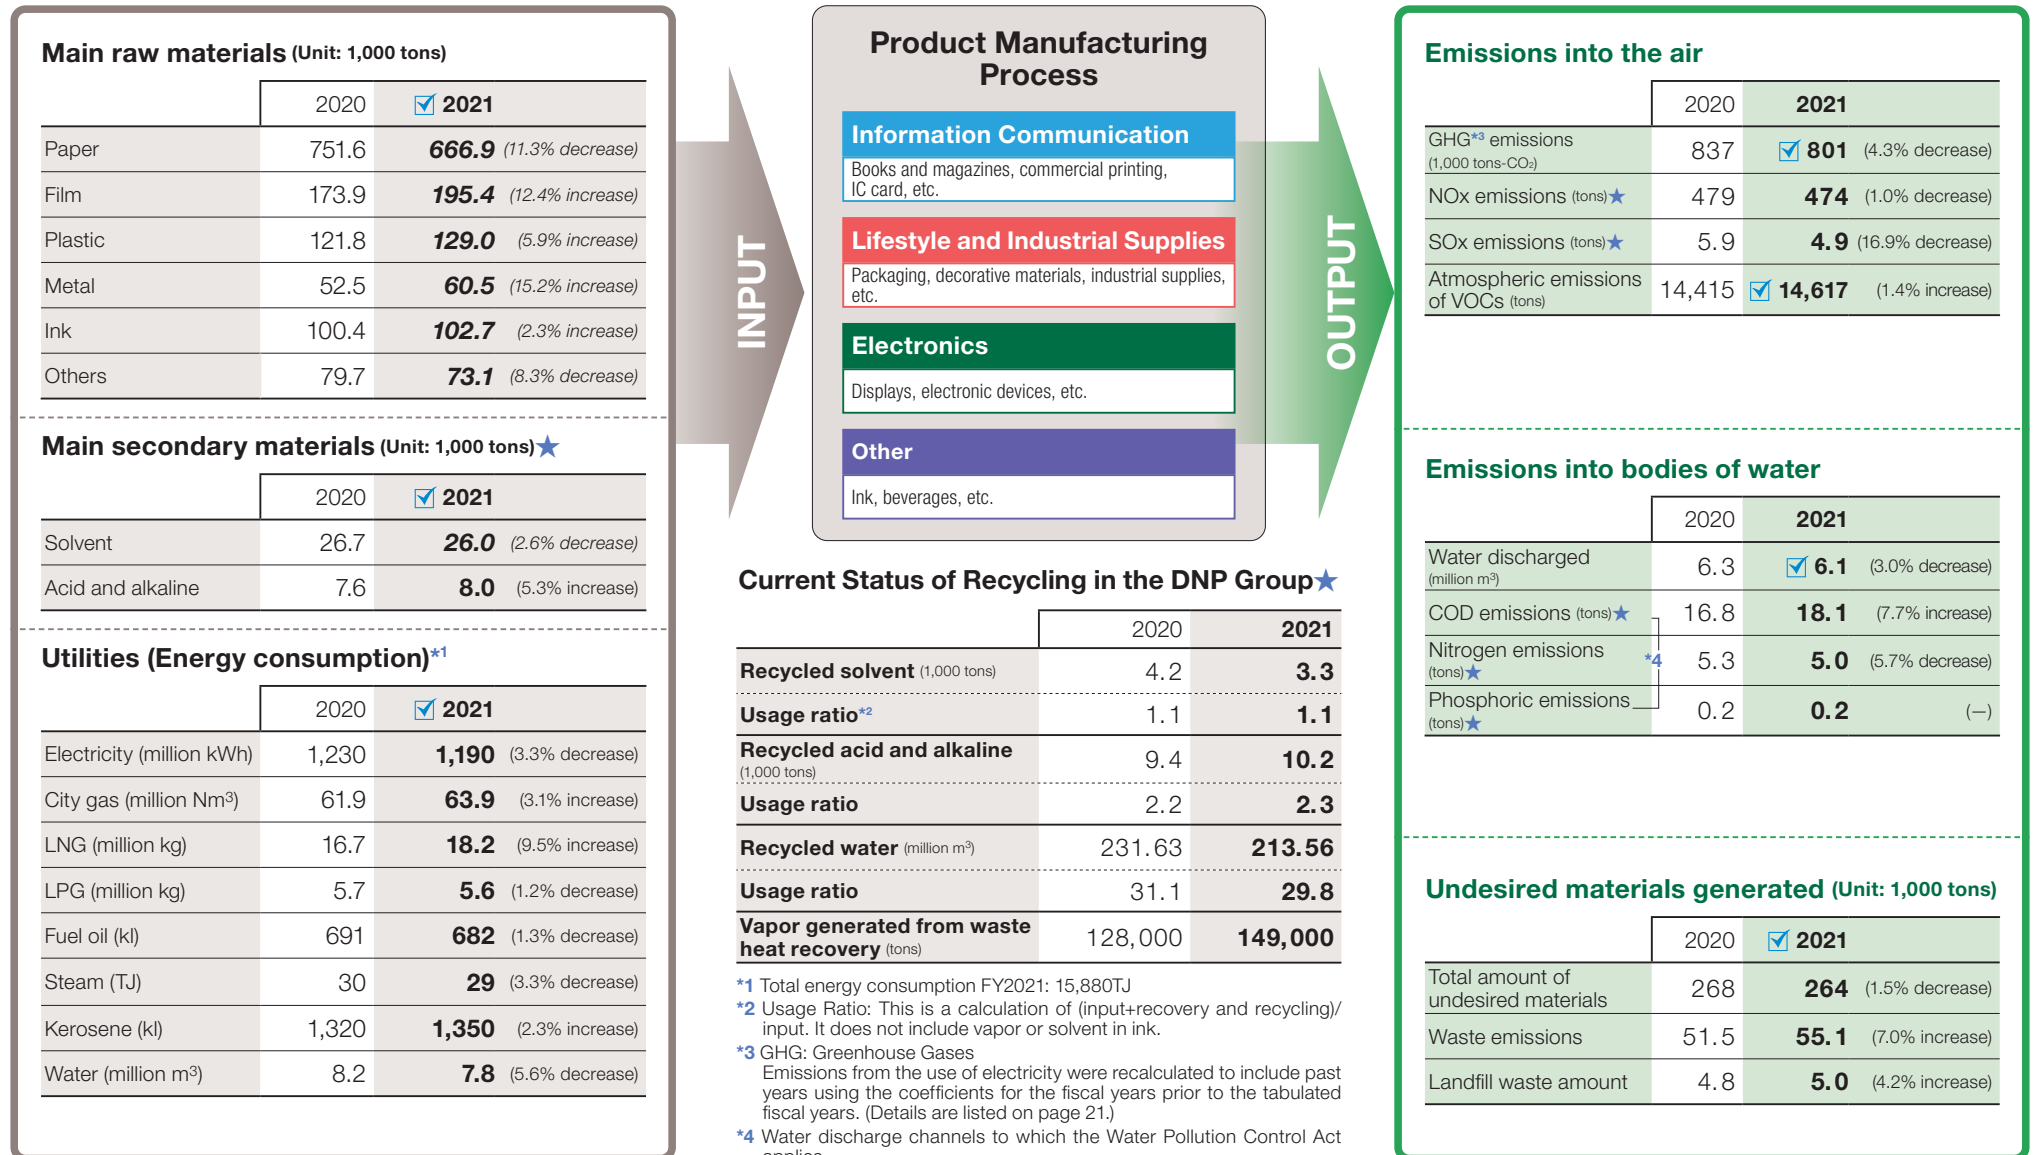 Main raw materials (Unit: 1,000 tons)
2020 2021
Paper 751.6 666.9 (11.3% decrease)
Film 173.9 195.4 (12.4% increase)
Plastic 121.8 129.0 (5.9% increase)
Metal 52.5 60.5 (15.2% increase)
Ink 100.4 102.7 (2.3% increase)
Others 79.7 73.1 (8.3% decrease)
Main secondary materials (Unit: 1,000 tons)★
2020 2021
Solvent 26.7 26.0 (2.6% decrease)
Acid and alkaline 7.6 8.0 (5.3% increase)
Utilities (Energy consumption)*1
2020 2021
Electricity (million kWh) 1,230 1,190 (3.3% decrease)
City gas (million Nm³) 61.9 63.9 (3.1% increase)
LNG (million kg) 16.7 18.2 (9.5% increase)
LPG (million kg) 5.7 5.6 (1.2% decrease)
Fuel oil (kl) 691 682 (1.3% decrease)
Steam (TJ) 30 29 (3.3% decrease)
Kerosene (kl) 1,320 1,350 (2.3% increase)
Water (million m³) 8.2 7.8 (5.6% decrease)
INPUT
Product Manufacturing
Process
Information Communication
Books and magazines, commercial printing,
IC card, etc.
Lifestyle and Industrial Supplies
Packaging, decorative materials, industrial supplies,
etc.
Electronics
Displays, electronic devices, etc.
Other
Ink, beverages, etc.
OUTPUT
Current Status of Recycling in the DNP Group★
2020 2021
Recycled solvent (1,000 tons) 4.2 3.3
Usage ratio*2 1.1 1.1
Recycled acid and alkaline
(1,000 tons) 9.4 10.2
Usage ratio 2.2 2.3
Recycled water (million m³) 231.63 213.56
Usage ratio 31.1 29.8
Vapor generated from waste
heat recovery (tons) 128,000 149,000
*1 Total energy consumption FY2021: 15,880TJ
*2 Usage Ratio: This is a calculation of (input+recovery and recycling)/
input. It does not include vapor or solvent in ink.
*3 GHG: Greenhouse Gases
Emissions from the use of electricity were recalculated to include past
years using the coefficients for the fiscal years prior to the tabulated
fiscal years. (Details are listed on page 21.)
*4 Water discharge channels to which the Water Pollution Control Act
Emissions into the air
2020 2021
GHG*3 emissions
(1,000 tons-CO₂) 837 801 (4.3% decrease)
NOx emissions (tons)★ 479 474 (1.0% decrease)
SOx emissions (tons)★ 5.9 4.9 (16.9% decrease)
Atmospheric emissions
of VOCs (tons) 14,415 14,617 (1.4% increase)
Emissions into bodies of water
2020 2021
Water discharged
(million m³) 6.3 6.1 (3.0% decrease)
COD emissions (tons)★ 16.8 18.1 (7.7% increase)
Nitrogen emissions
(tons)★ *4 5.3 5.0 (5.7% decrease)
Phosphoric emissions
(tons)★ 0.2 0.2 (—)
Undesired materials generated (Unit: 1,000 tons)
2020 2021
Total amount of
undesired materials 268 264 (1.5% decrease)
Waste emissions 51.5 55.1 (7.0% increase)
Landfill waste amount 4.8 5.0 (4.2% increase)